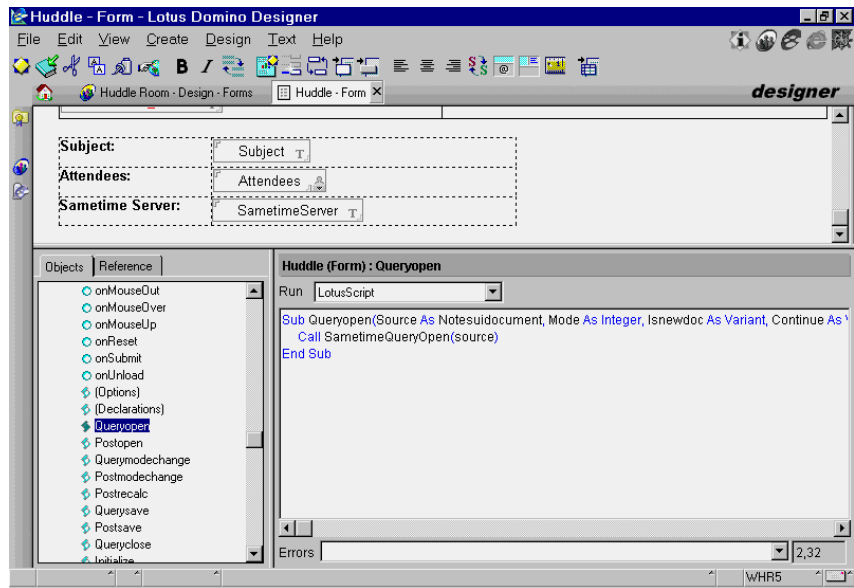 Huddle - Form - Lotus Domino Designer
File Edit View Create Design Text Help
B I
Huddle Room - Design - Forms Huddle - Form designer
Subject: Subject T
Attendees: Attendees
Sametime Server: SametimeServer T
Objects Reference
onMouseOut
onMouseOver
onMouseUp
onReset
onSubmit
onUnload
(Options)
(Declarations)
Queryopen
Postopen
Querymodechange
Postmodechange
Postrecalc
Querysave
Postsave
Queryclose
Initialize
Huddle (Form) : Queryopen
Run LotusScript
Sub Queryopen(Source As Notesuidocument, Mode As Integer, Isnewdoc As Variant, Continue As
Call SametimeQueryOpen(source)
End Sub
Errors 2,32
WHR5